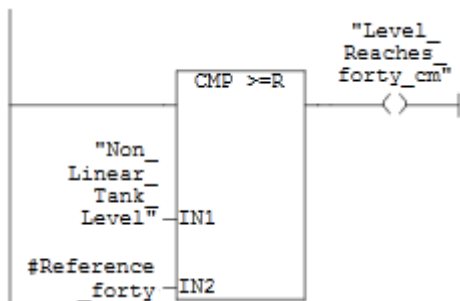 "Level_
Reaches_
forty_cm"
CMP >=R
"Non_
Linear_
Tank_
Level"
IN1
#Reference
_forty
IN2